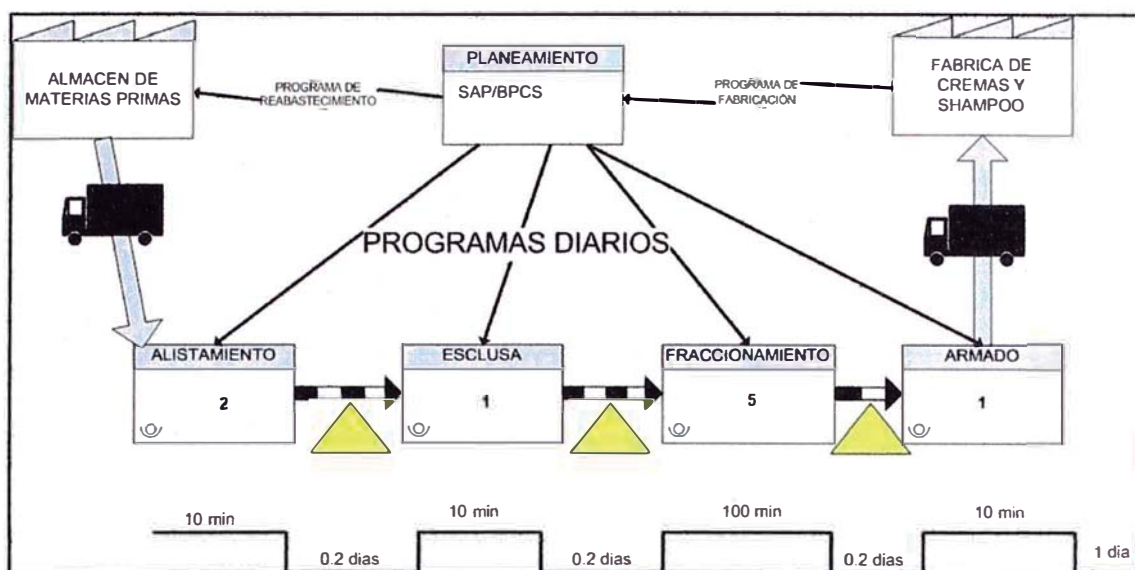 ALMACEN DE
MATERIAS PRIMAS
PROGRAMA DE
REABASTECIMIENTO
PLANEAMIENTO
SAP/BPCS
PROGRAMA DE
FABRICACIÓN
FABRICA DE
CREMAS Y
SHAMPOO
PROGRAMAS DIARIOS
ALISTAMIENTO
2
ESCLUSA
1
FRACCIONAMIENTO
5
ARMADO
1
10 min
0.2 dias
10 min
0.2 dias
100 min
0.2 dias
10 min
1 dia